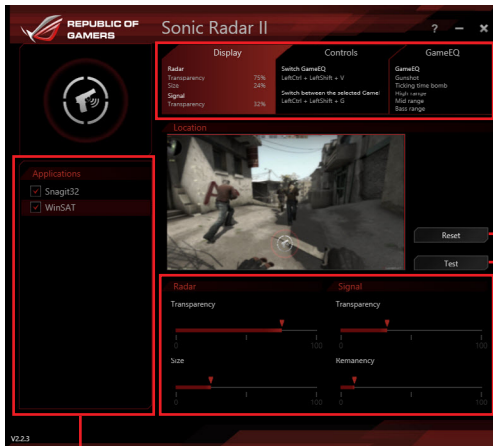 REPUBLIC OF
GAMERS
Sonic Radar II
? – ×
Display
Controls
GameEQ
Radar
Transparency 75%
Size 24%
Signal
Transparency 32%
Switch GameEQ
LeftCtrl + LeftShift + V
Switch between the selected Game
LeftCtrl + LeftShift + G
GameEQ
Gunshot
Ticking time bomb
High range
Mid range
Bass range
Location
Applications
Snagit32
WinSAT
Reset
Test
Radar
Signal
Transparency
Transparency
0 100
0 100
Size
Remanency
0 100
0 100
V2.2.3